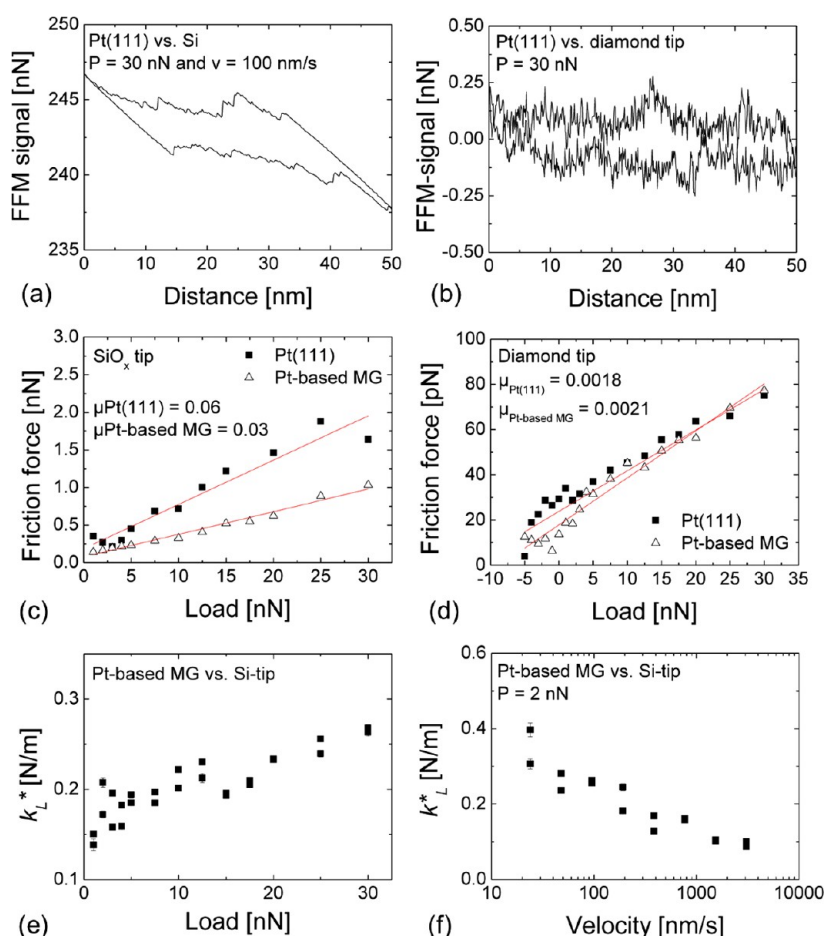 Pt(111) vs. Si
P = 30 nN and v = 100 nm/s
FFM signal [nN]
250
245
240
235
0 10 20 30 40 50
(a) Distance [nm]
Pt(111) vs. diamond tip
P = 30 nN
FFM-signal [nN]
0.50
0.25
0.00
-0.25
-0.50
0 10 20 30 40 50
(b) Distance [nm]
SiOx tip
Pt(111)
Pt-based MG
µPt(111) = 0.06
µPt-based MG = 0.03
Friction force [nN]
3.0
2.5
2.0
1.5
1.0
0.5
0.0
0 5 10 15 20 25 30
(c) Load [nN]
Diamond tip
µPt(111) = 0.0018
µPt-based MG = 0.0021
Pt(111)
Pt-based MG
Friction force [pN]
100
80
60
40
20
0
-10 -5 0 5 10 15 20 25 30 35
(d) Load [nN]
Pt-based MG vs. Si-tip
kL* [N/m]
0.3
0.2
0.1
0 5 10 15 20 25 30
(e) Load [nN]
Pt-based MG vs. Si-tip
P = 2 nN
k*L [N/m]
0.6
0.4
0.2
0.0
10 100 1000 10000
(f) Velocity [nm/s]